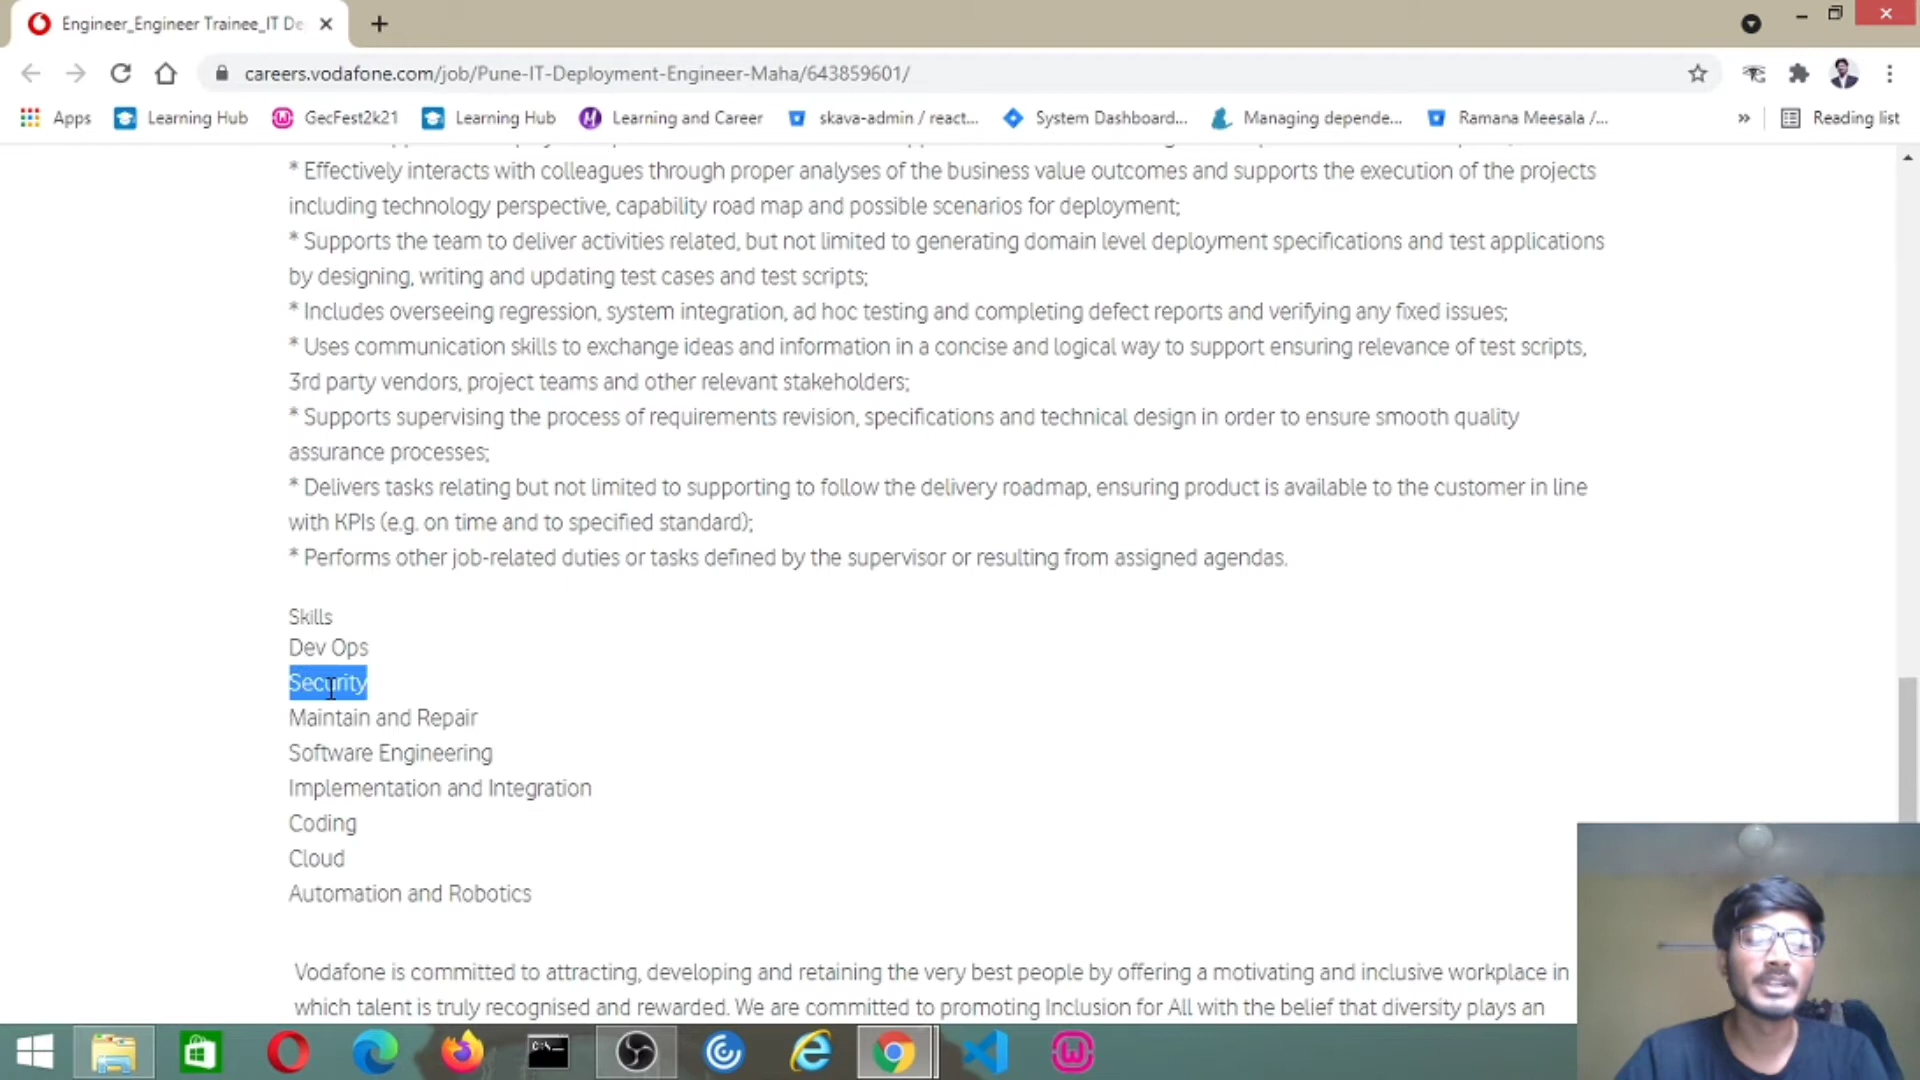 Engineer_Engineer Trainee_IT De
careers.vodafone.com/job/Pune-IT-Deployment-Engineer-Maha/643859601/
Apps
Learning Hub
GecFest2k21
Learning Hub
Learning and Career
skava-admin / react...
System Dashboard...
Managing depende...
Ramana Meesala /...
Reading list
* Effectively interacts with colleagues through proper analyses of the business value outcomes and supports the execution of the projects
including technology perspective, capability road map and possible scenarios for deployment;
* Supports the team to deliver activities related, but not limited to generating domain level deployment specifications and test applications
by designing, writing and updating test cases and test scripts;
* Includes overseeing regression, system integration, ad hoc testing and completing defect reports and verifying any fixed issues;
* Uses communication skills to exchange ideas and information in a concise and logical way to support ensuring relevance of test scripts,
3rd party vendors, project teams and other relevant stakeholders;
* Supports supervising the process of requirements revision, specifications and technical design in order to ensure smooth quality
assurance processes;
* Delivers tasks relating but not limited to supporting to follow the delivery roadmap, ensuring product is available to the customer in line
with KPIs (e.g. on time and to specified standard);
* Performs other job-related duties or tasks defined by the supervisor or resulting from assigned agendas.
Skills
Dev Ops
Security
Maintain and Repair
Software Engineering
Implementation and Integration
Coding
Cloud
Automation and Robotics
Vodafone is committed to attracting, developing and retaining the very best people by offering a motivating and inclusive workplace in
which talent is truly recognised and rewarded. We are committed to promoting Inclusion for All with the belief that diversity plays an